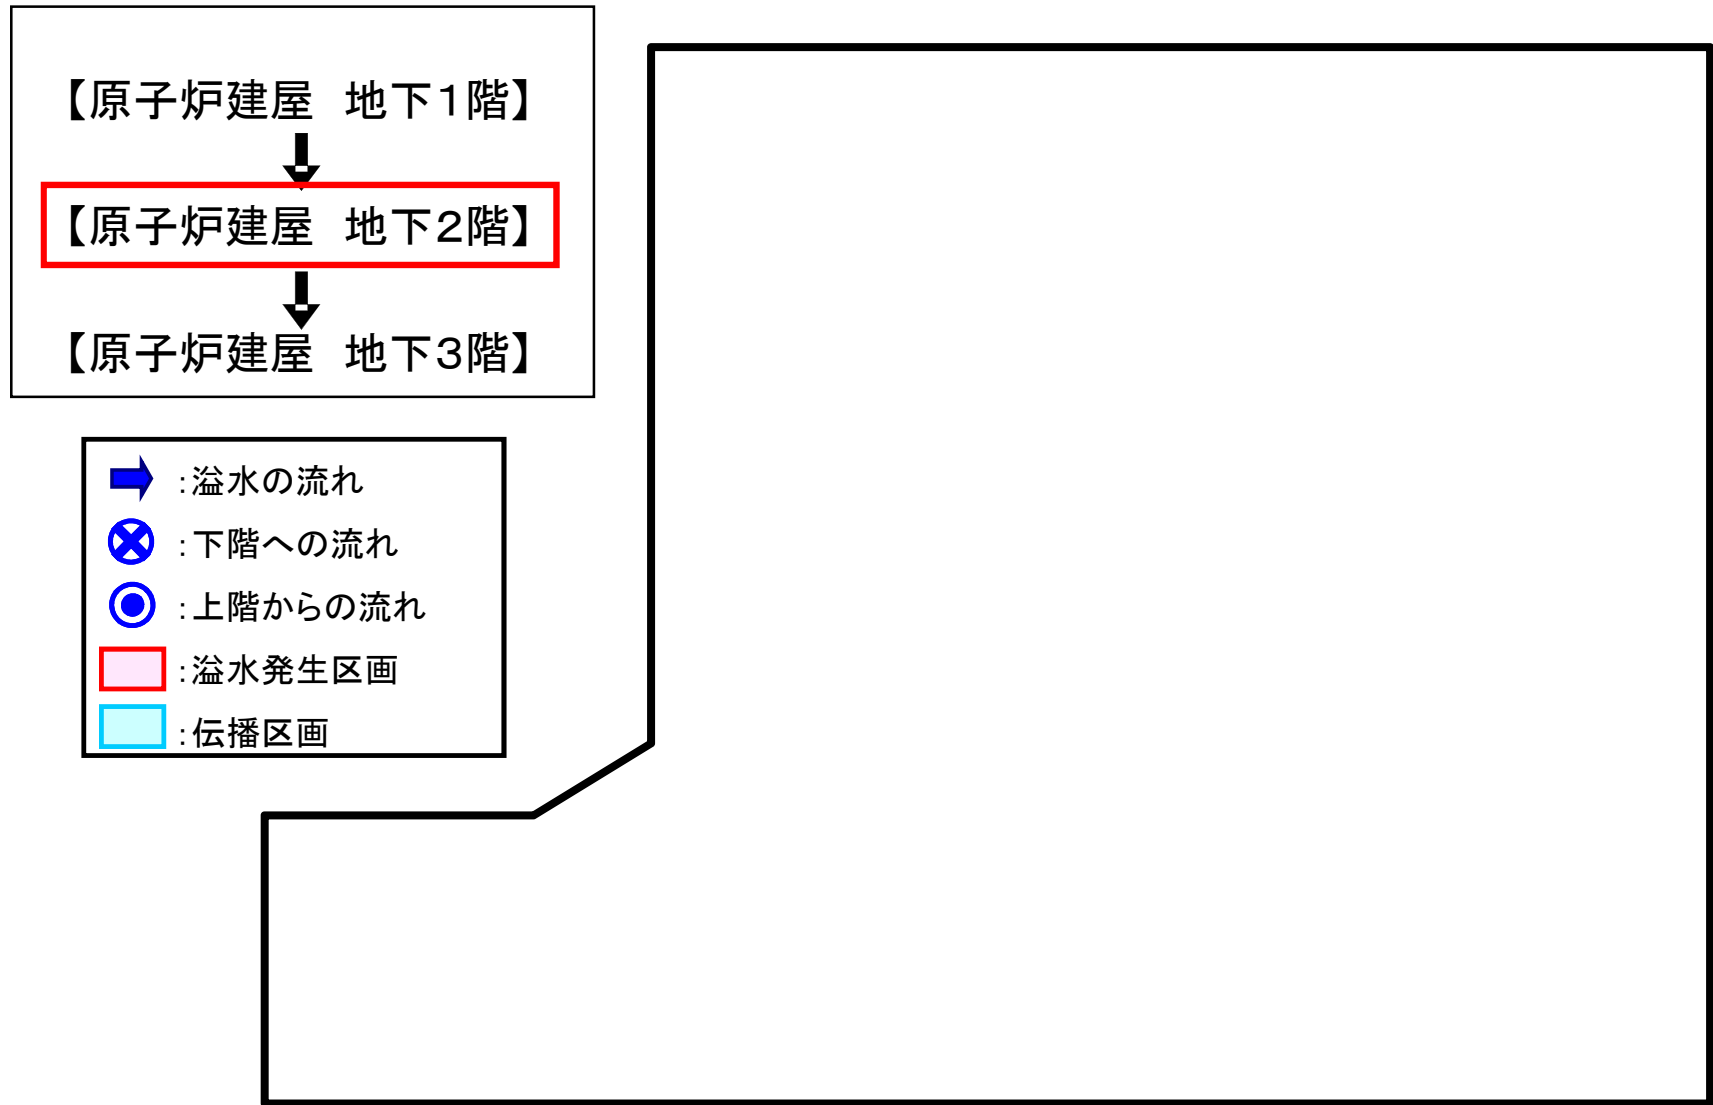 【原子炉建屋　地下1階】
【原子炉建屋　地下2階】
【原子炉建屋　地下3階】
：溢水の流れ
：下階への流れ
：上階からの流れ
：溢水発生区画
：伝播区画